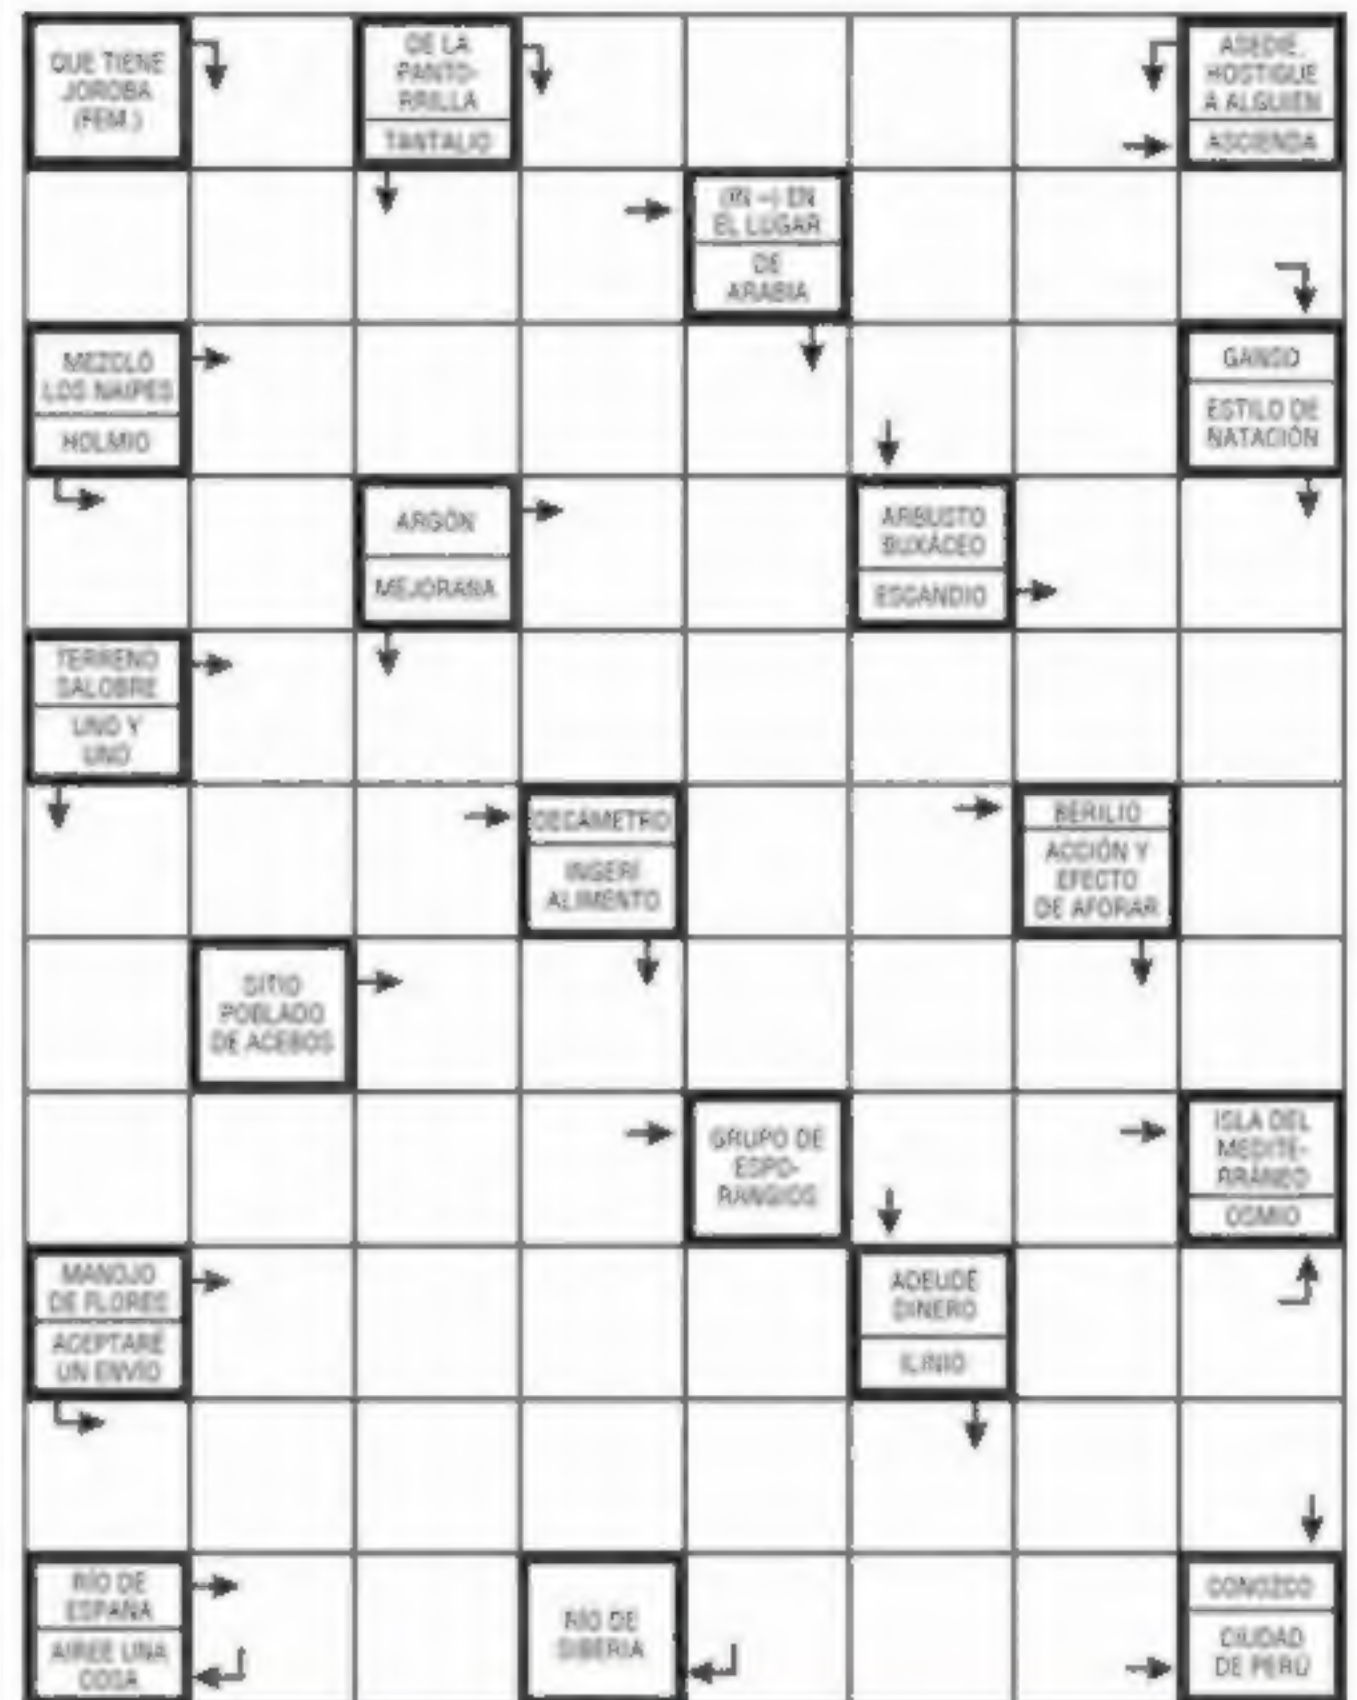 QUE TIENE
JOROBA
(FEM.)
DE LA
PANTO-
RRILLA
TANTALIO
ASEDIE,
HOSTIGUE
A ALGUIEN
ASCIENDA
(IN –) EN
EL LUGAR
DE
ARABIA
MEZCLÓ
LOS NAIPES
HOLMIO
GANSO
ESTILO DE
NATACIÓN
ARGÓN
MEJORANA
ARBUSTO
BUXÁCEO
ESCANDIO
TERRENO
SALOBRE
UNO Y
UNO
DECÁMETRO
INGERÍ
ALIMENTO
BERILIO
ACCIÓN Y
EFECTO
DE AFORAR
SITIO
POBLADO
DE ACEBOS
GRUPO DE
ESPO-
RANGIOS
ISLA DEL
MEDITE-
RRÁNEO
OSMIO
MANOJO
DE FLORES
ACEPTARÉ
UN ENVÍO
ADEUDÉ
DINERO
ILINIO
RÍO DE
ESPAÑA
AIREE UNA
COSA
RÍO DE
SIBERIA
CONOZCO
CIUDAD
DE PERÚ